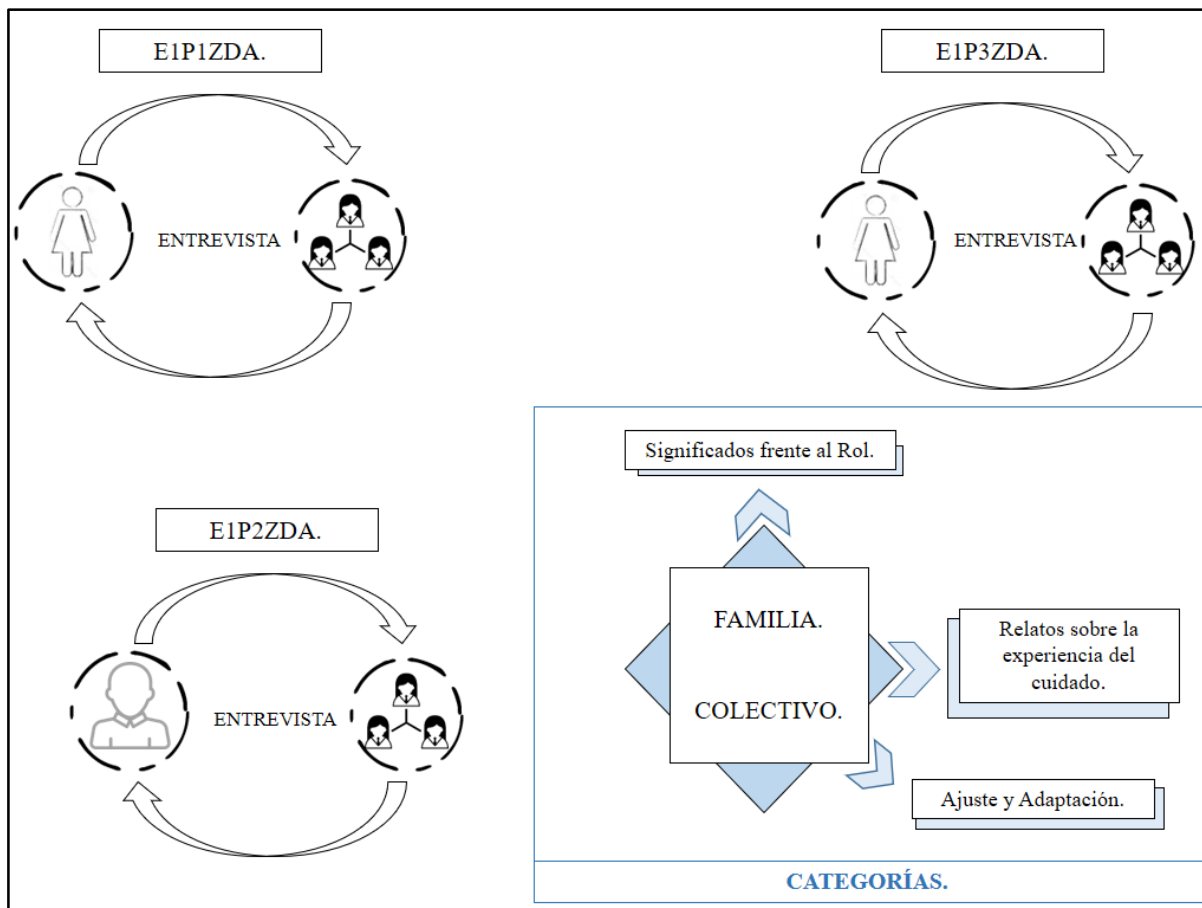 E1P1ZDA.
ENTREVISTA
E1P3ZDA.
ENTREVISTA
E1P2ZDA.
ENTREVISTA
Significados frente al Rol.
FAMILIA.
COLECTIVO.
Relatos sobre la
experiencia del
cuidado.
Ajuste y Adaptación.
CATEGORÍAS.